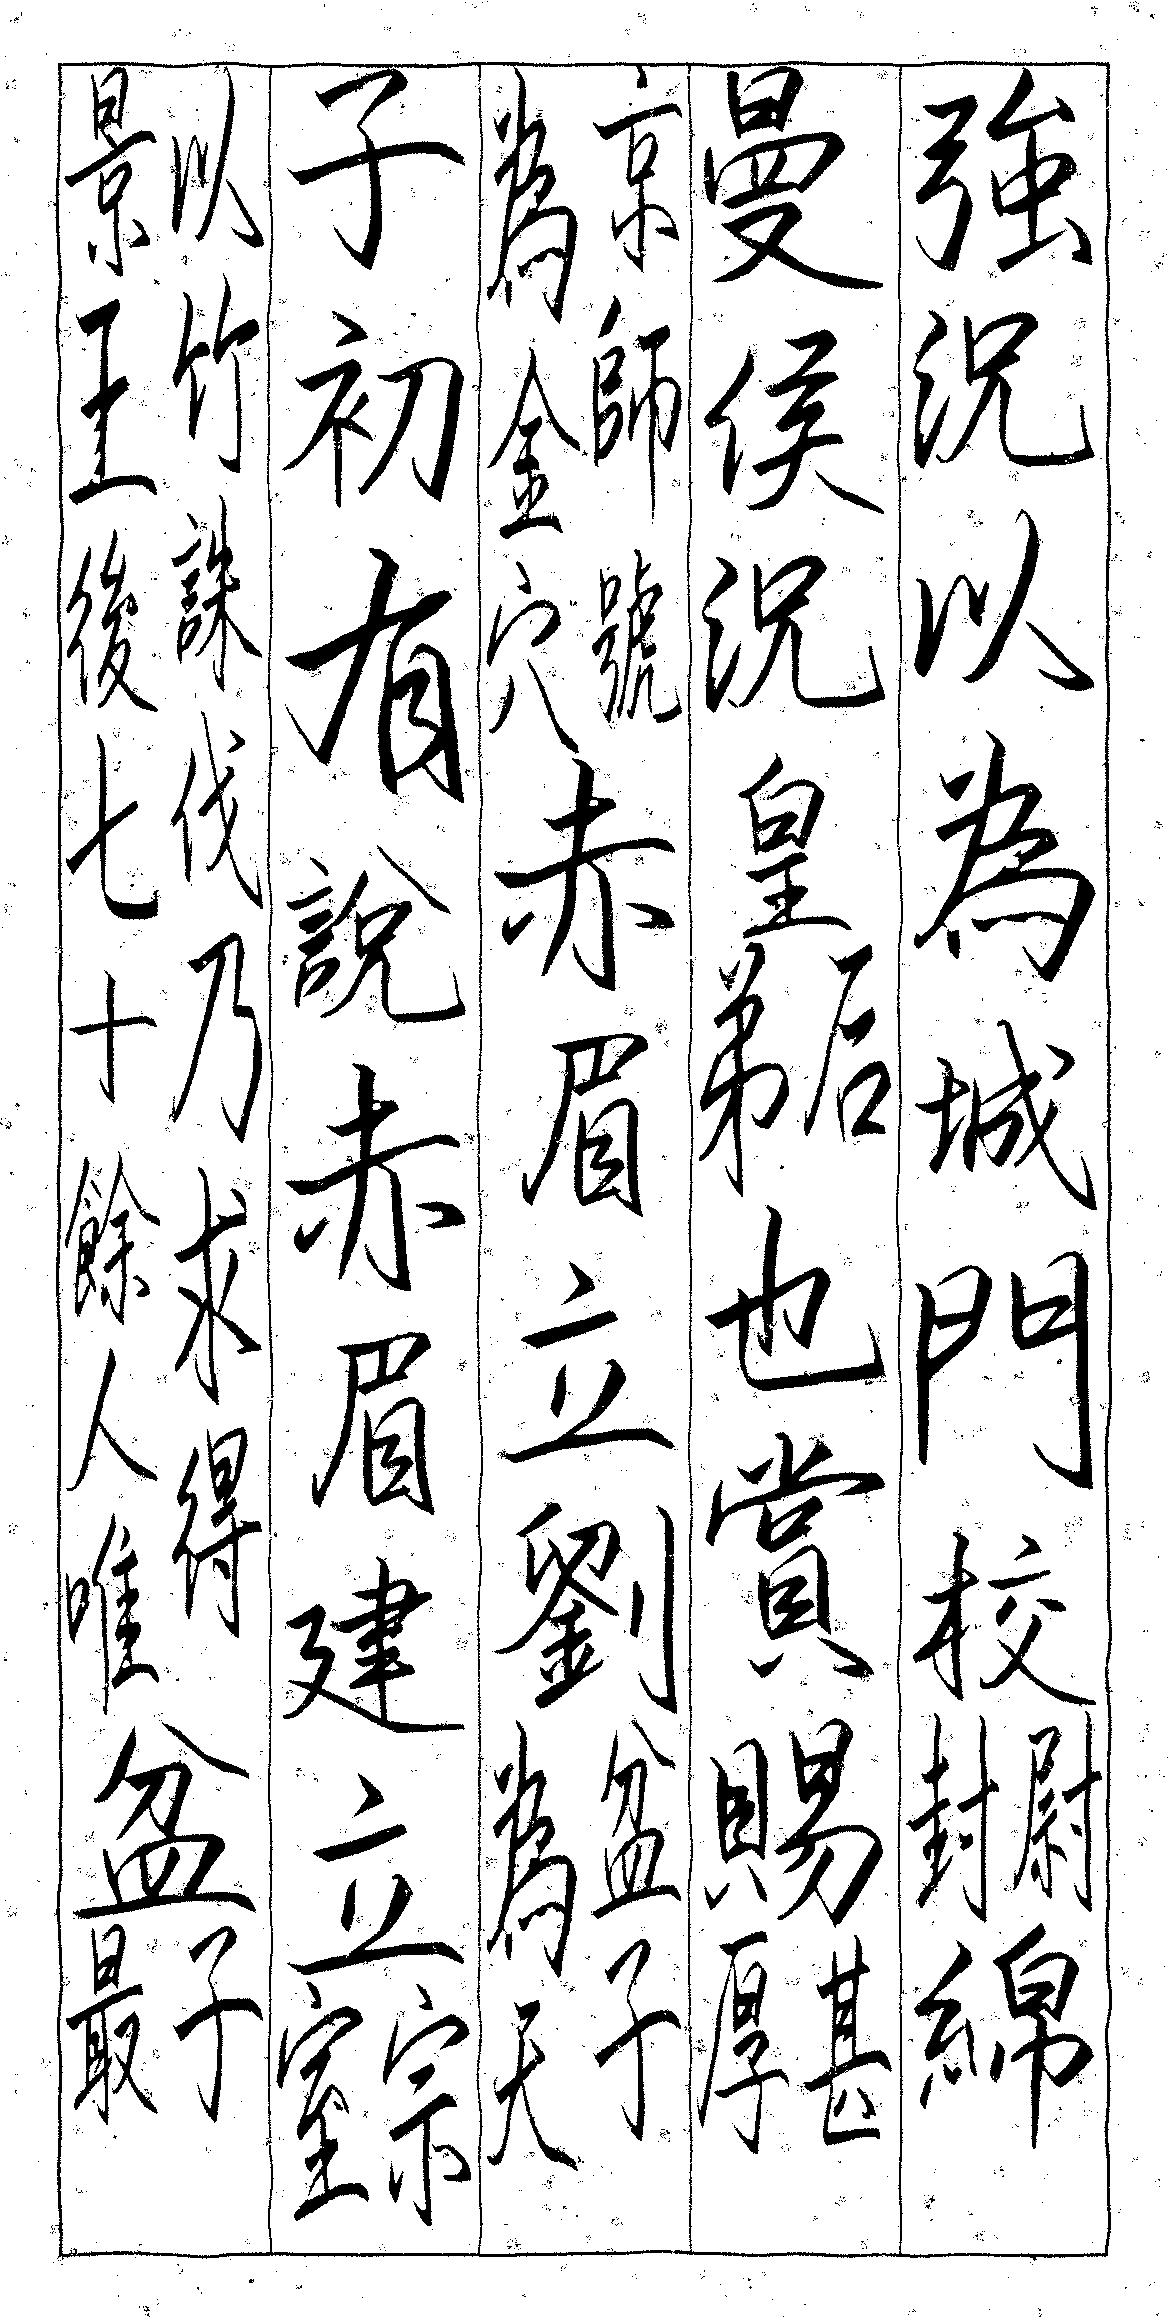 強況以為城門校尉封綿
曼侯況皇后弟也賞賜甚厚
京師號為金穴赤眉立劉盆子為天
子初有說赤眉建立宗室
以竹誅伐乃求得景王後七十餘人唯盆子最